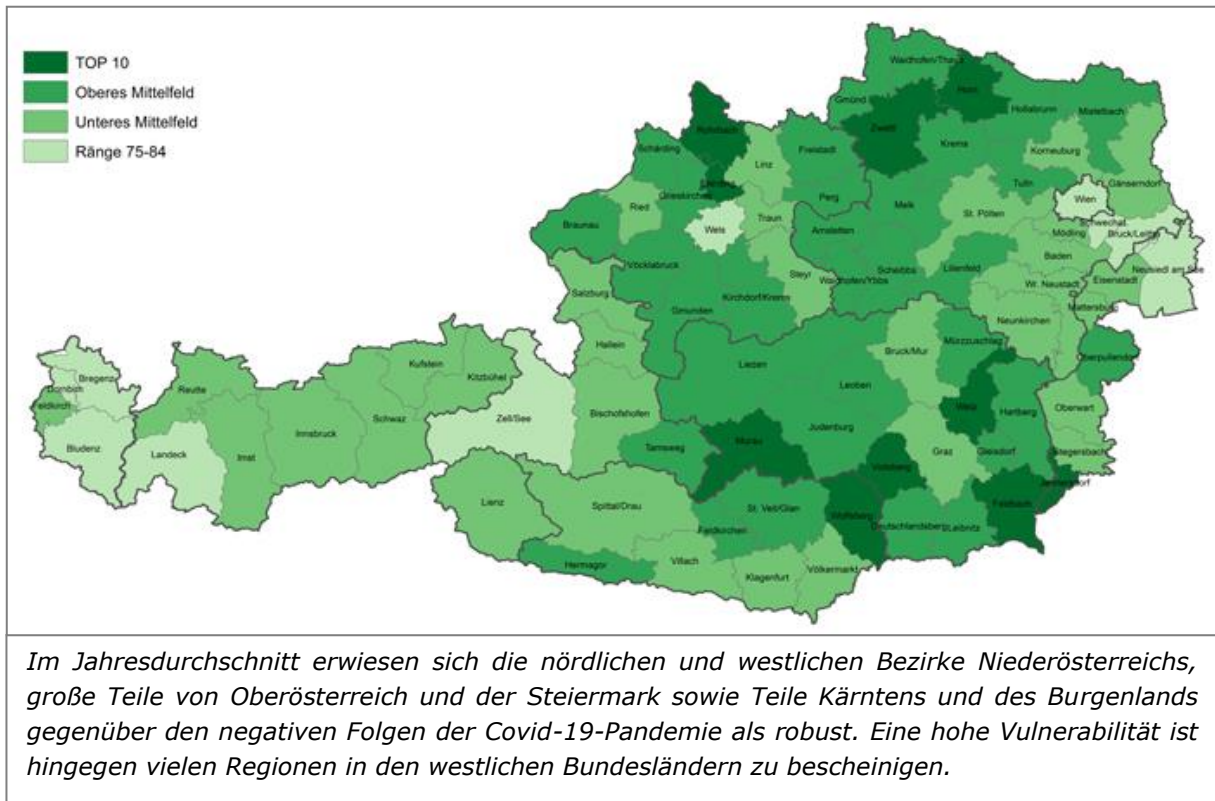 TOP 10
Oberes Mittelfeld
Unteres Mittelfeld
Ränge 75-84
Waidhofen/Thaya
Horn
Gmünd
Hollabrunn
Mistelbach
Rohrbach
Zwettl
Schärding
Linz
Freistadt
Krems
Korneuburg
Eferding
Grieskirchen
Tulln
Gänserndorf
Perg
Wien
Ried
Melk
St. Pölten
Schwechat
Braunau
Wels
Traun
Amstetten
Mödling
Bruck/Leitha
Baden
Vöcklabruck
Steyr
Scheibbs
Lilienfeld
Neusiedl am See
Waidhofen/Ybbs
Wr. Neustadt
Eisenstadt
Salzburg
Kirchdorf/Krems
Gmunden
Mattersburg
Neunkirchen
Hallein
Mürzzuschlag
Bruck/Mur
Oberpullendorf
Bregenz
Kufstein
Liezen
Dornbirn
Reutte
Kitzbühel
Leoben
Feldkirch
Weiz
Hartberg
Oberwart
Schwaz
Bischofshofen
Zell/See
Innsbruck
Judenburg
Bludenz
Landeck
Imst
Tamsweg
Murau
Graz
Gleisdorf
Stegersbach
Voitsberg
Jennersdorf
Lienz
Spittal/Drau
St. Veit/Glan
Wolfsberg
Feldbach
Feldkirchen
Deutschlandsberg
Leibnitz
Hermagor
Villach
Klagenfurt
Völkermarkt
Im Jahresdurchschnitt erwiesen sich die nördlichen und westlichen Bezirke Niederösterreichs,
große Teile von Oberösterreich und der Steiermark sowie Teile Kärntens und des Burgenlands
gegenüber den negativen Folgen der Covid-19-Pandemie als robust. Eine hohe Vulnerabilität ist
hingegen vielen Regionen in den westlichen Bundesländern zu bescheinigen.